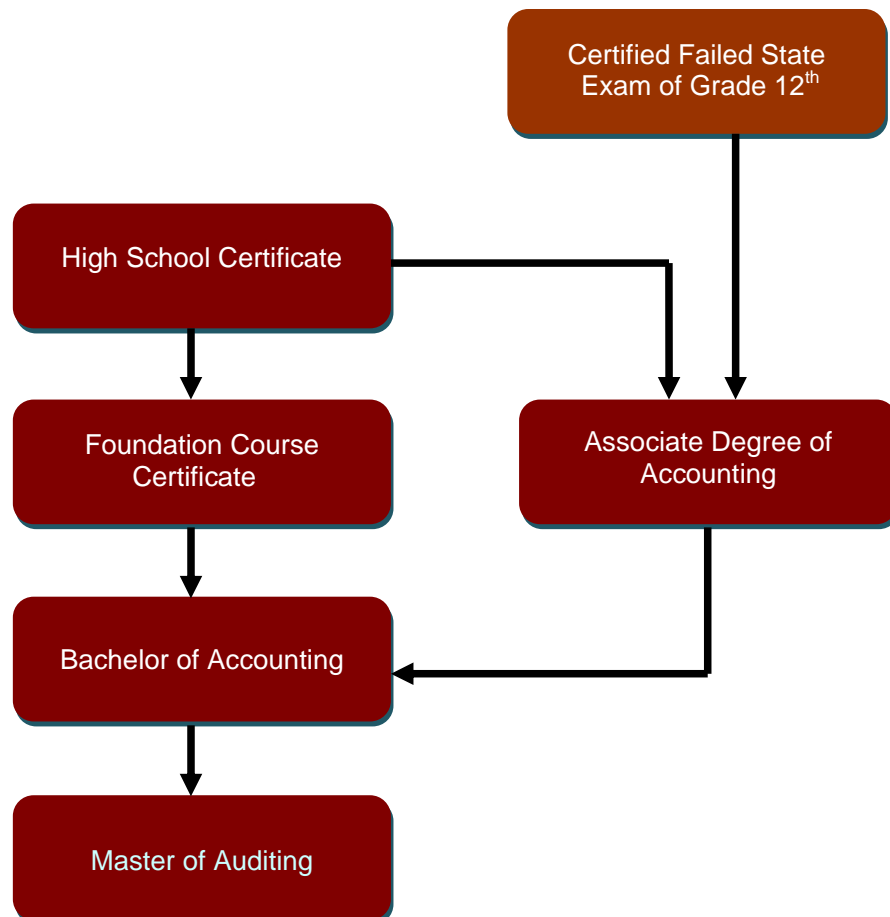 Certified Failed State
Exam of Grade 12th
High School Certificate
Foundation Course
Certificate
Associate Degree of
Accounting
Bachelor of Accounting
Master of Auditing